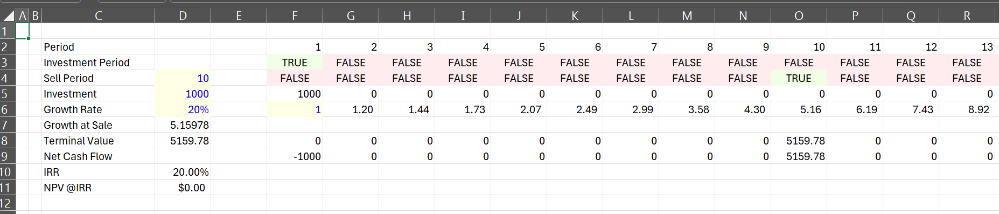 A B C D E F G H I J K L M N O P Q R
1
2 Period 1 2 3 4 5 6 7 8 9 10 11 12 13
3 Investment Period TRUE FALSE FALSE FALSE FALSE FALSE FALSE FALSE FALSE FALSE FALSE FALSE FALSE
4 Sell Period 10 FALSE FALSE FALSE FALSE FALSE FALSE FALSE FALSE FALSE TRUE FALSE FALSE FALSE
5 Investment 1000 1000 0 0 0 0 0 0 0 0 0 0 0 0
6 Growth Rate 20% 1 1.20 1.44 1.73 2.07 2.49 2.99 3.58 4.30 5.16 6.19 7.43 8.92
7 Growth at Sale 5.15978
8 Terminal Value 5159.78 0 0 0 0 0 0 0 0 0 5159.78 0 0 0
9 Net Cash Flow -1000 0 0 0 0 0 0 0 0 5159.78 0 0 0
10 IRR 20.00%
11 NPV @IRR $0.00
12